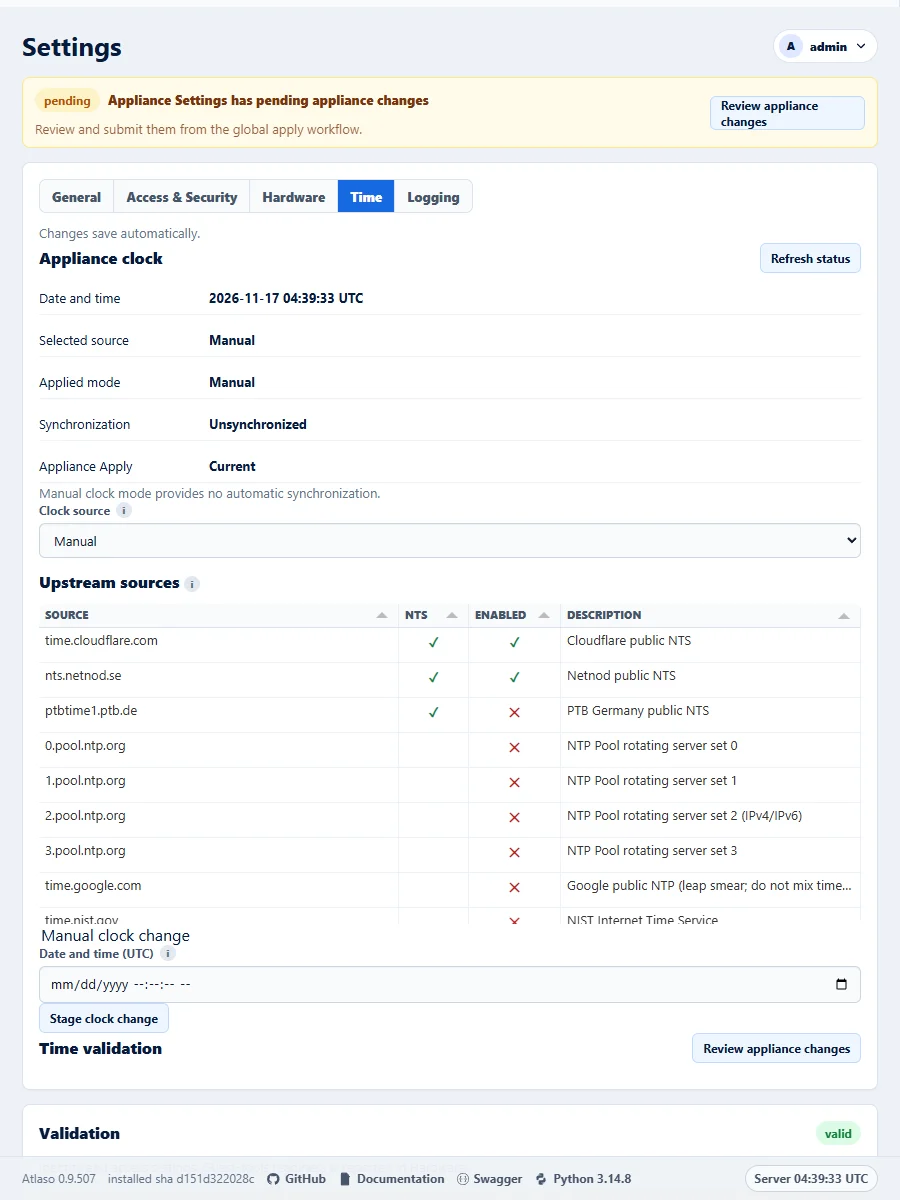 Settings
A admin
pending Appliance Settings has pending appliance changes
Review and submit them from the global apply workflow.
Review appliance
changes
General Access & Security Hardware Time Logging
Changes save automatically.
Appliance clock Refresh status
Date and time 2026-11-17 04:39:33 UTC
Selected source Manual
Applied mode Manual
Synchronization Unsynchronized
Appliance Apply Current
Manual clock mode provides no automatic synchronization.
Clock source i
Manual
Upstream sources i
SOURCE NTS ENABLED DESCRIPTION
time.cloudflare.com ✓ ✓ Cloudflare public NTS
nts.netnod.se ✓ ✓ Netnod public NTS
ptbtime1.ptb.de ✓ ✕ PTB Germany public NTS
0.pool.ntp.org ✕ NTP Pool rotating server set 0
1.pool.ntp.org ✕ NTP Pool rotating server set 1
2.pool.ntp.org ✕ NTP Pool rotating server set 2 (IPv4/IPv6)
3.pool.ntp.org ✕ NTP Pool rotating server set 3
time.google.com ✕ Google public NTP (leap smear; do not mix time...
time.nist.gov ✕ NIST Internet Time Service
Manual clock change
Date and time (UTC) i
mm/dd/yyyy --:--:-- --
Stage clock change
Time validation Review appliance changes
Validation valid
Atlaso 0.9.507 installed sha d151d322028c GitHub Documentation Swagger Python 3.14.8 Server 04:39:33 UTC